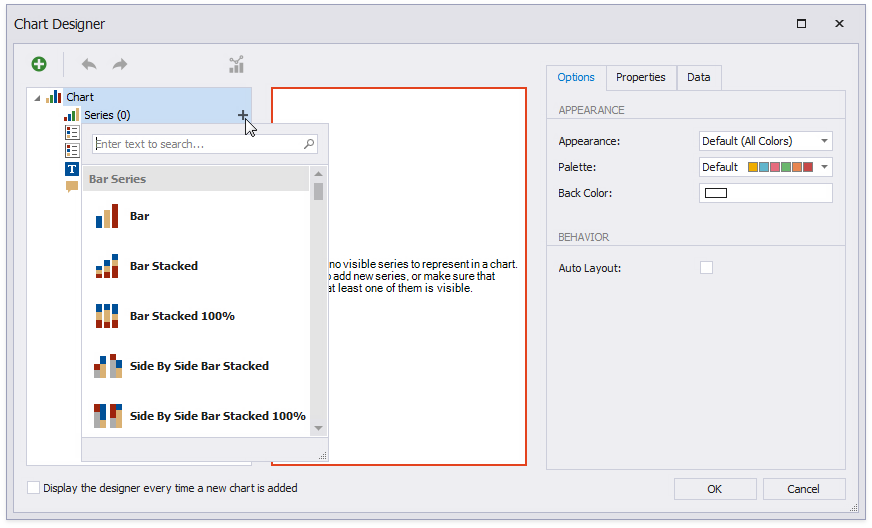 Chart Designer
Chart
Series (0)
T
Enter text to search...
Bar Series
Bar
Bar Stacked
Bar Stacked 100%
Side By Side Bar Stacked
Side By Side Bar Stacked 100%
no visible series to represent in a chart.
add new series, or make sure that
at least one of them is visible.
Options
Properties
Data
APPEARANCE
Appearance:
Default (All Colors)
Palette:
Default
Back Color:
BEHAVIOR
Auto Layout:
Display the designer every time a new chart is added
OK
Cancel